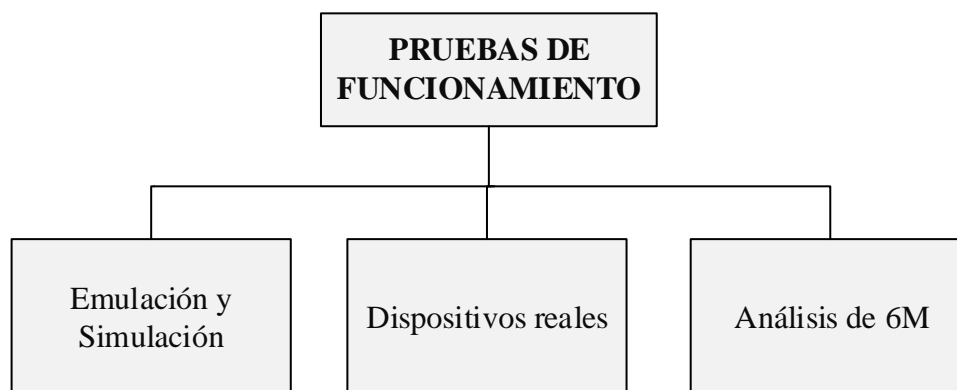 PRUEBAS DE
FUNCIONAMIENTO
Emulación y
Simulación
Dispositivos reales
Análisis de 6M